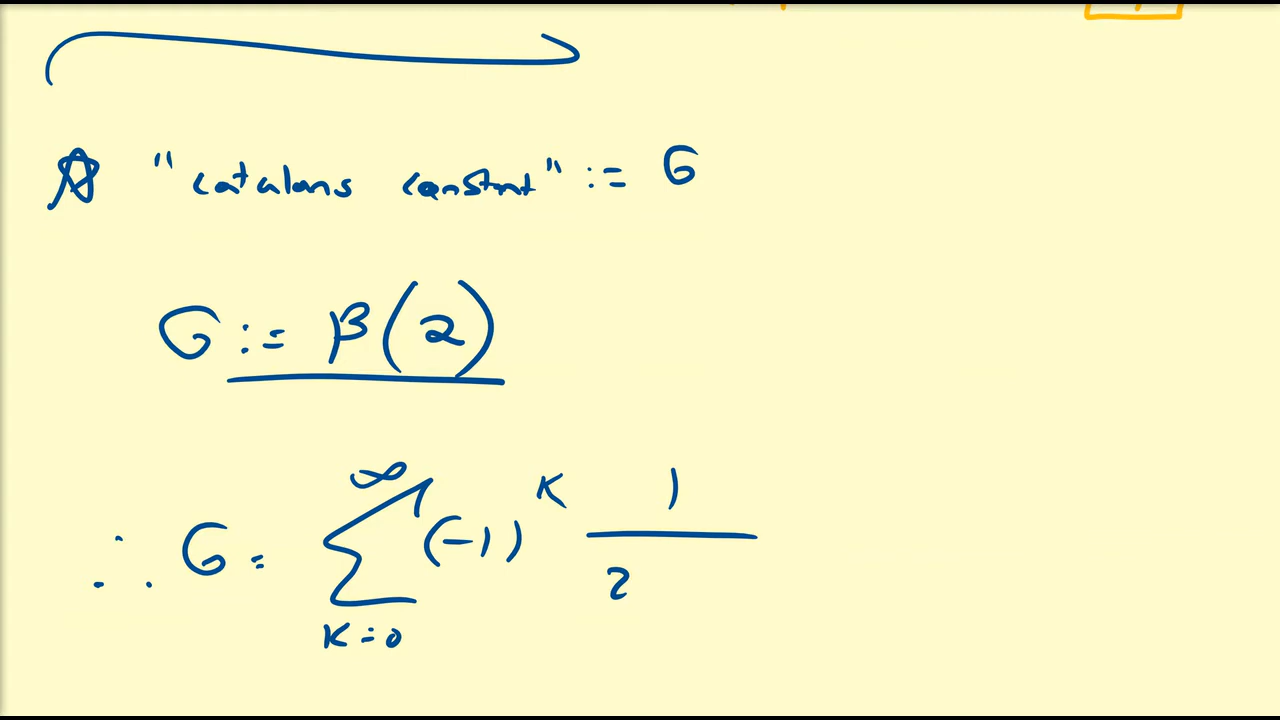 "catalans constnt" := G
G := β(2)
∴ G = ∑_{K=0}^{∞} (-1)^K 1/2